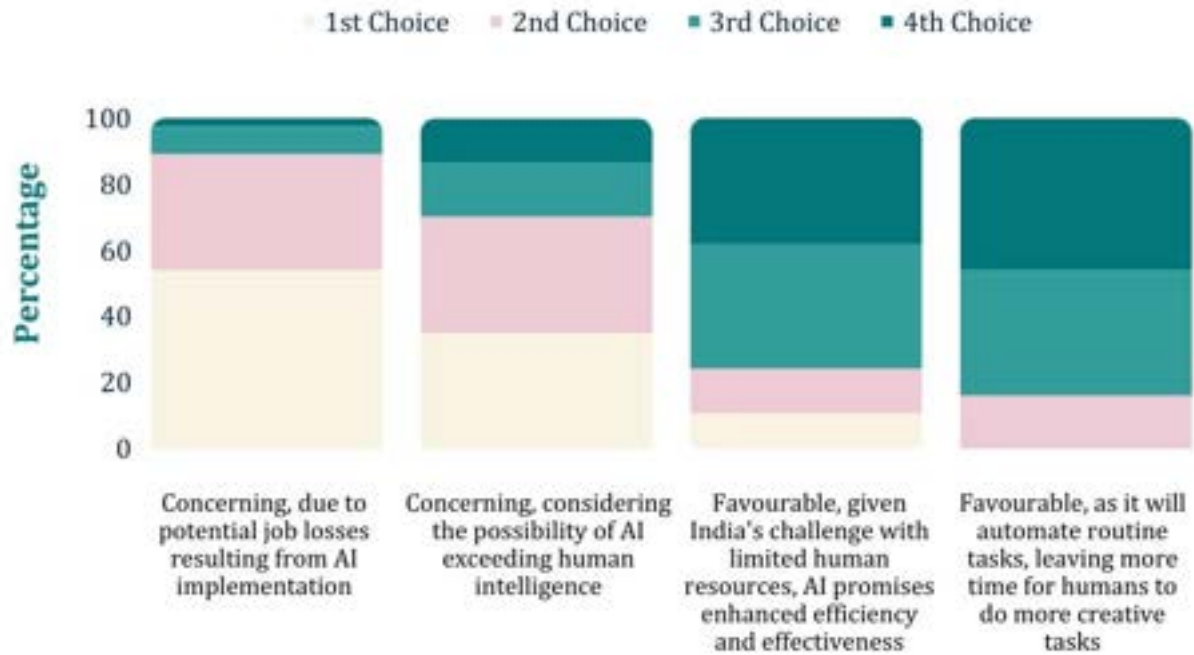 1st Choice 2nd Choice 3rd Choice 4th Choice
Percentage
100
80
60
40
20
0
Concerning, due to
potential job losses
resulting from AI
implementation
Concerning, considering
the possibility of AI
exceeding human
intelligence
Favourable, given
India's challenge with
limited human
resources, AI promises
enhanced efficiency
and effectiveness
Favourable, as it will
automate routine
tasks, leaving more
time for humans to
do more creative
tasks